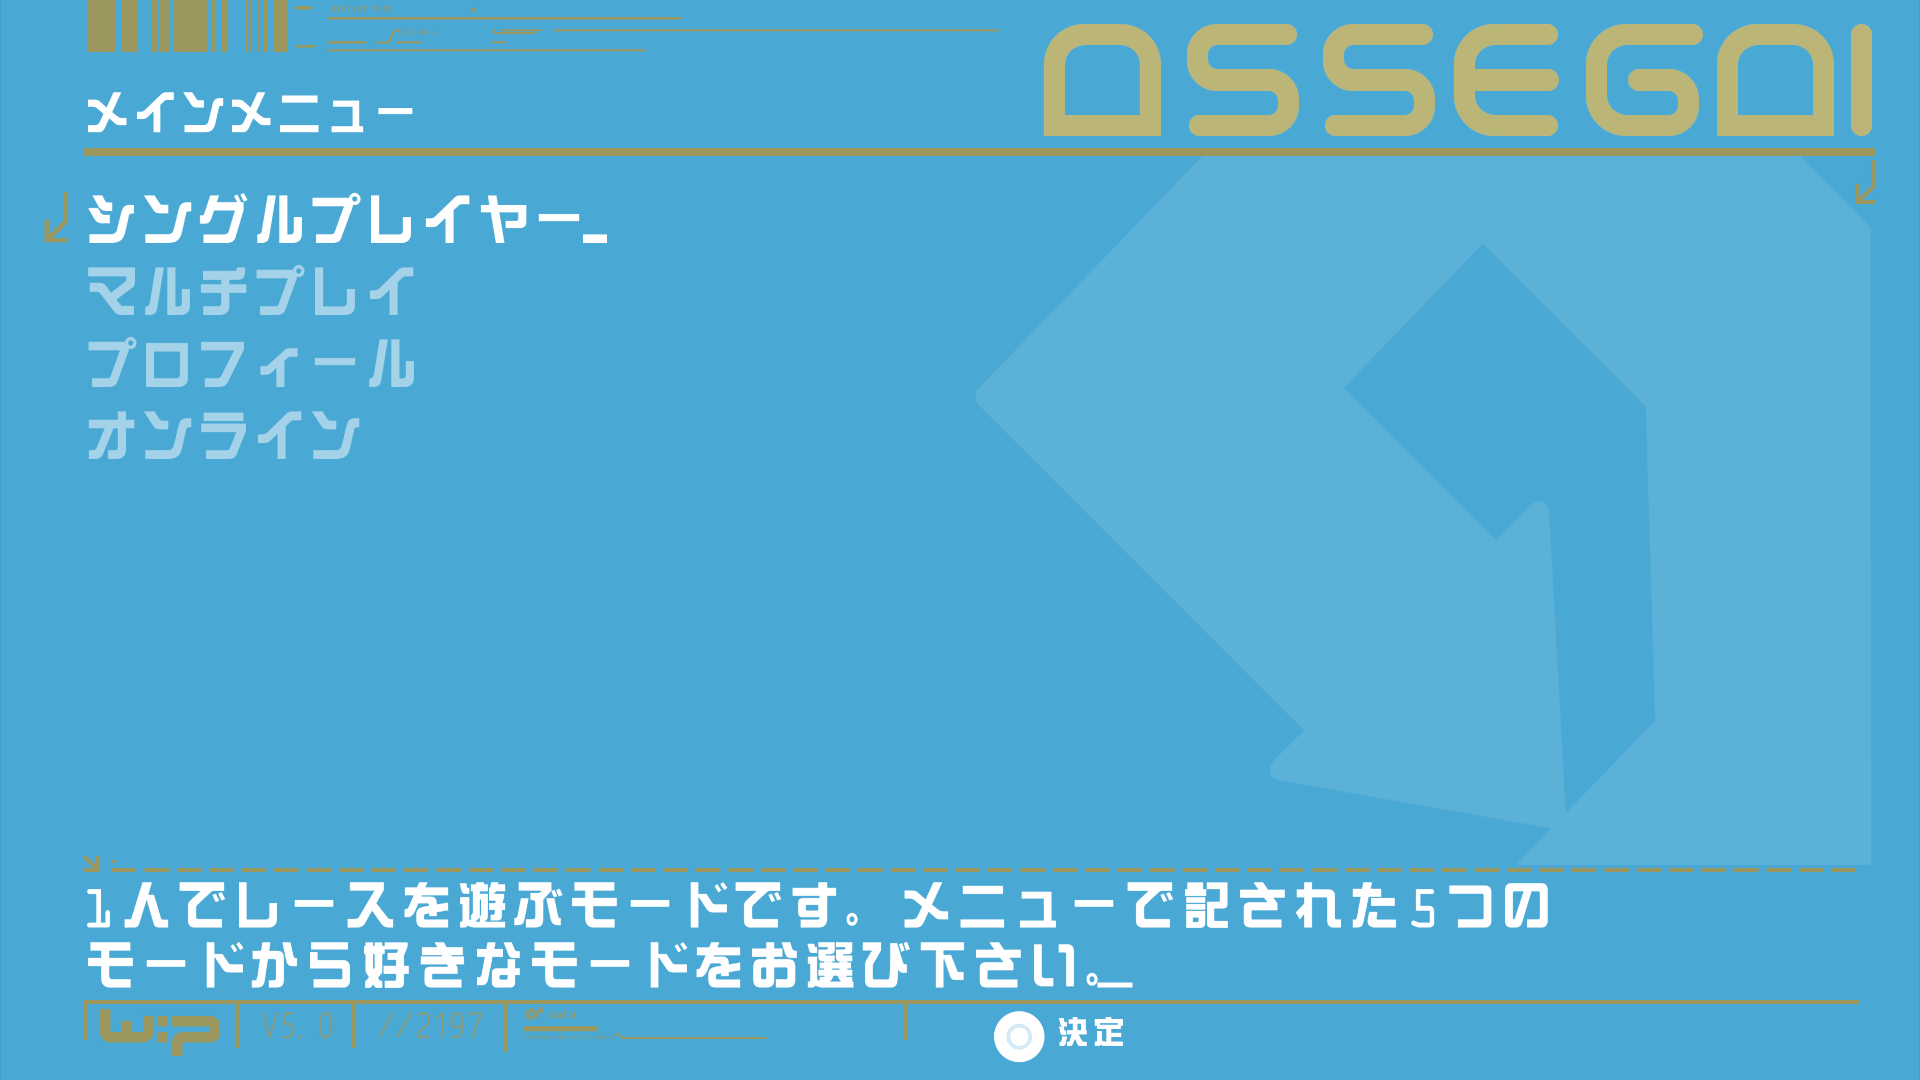 ASSEGAI
メインメニュー
シングルプレイヤー_
マルチプレイ
プロフィール
オンライン
1人でレースを遊ぶモードです。 メニューで記された5つの
モードから好きなモードをお選び下さい。_
wip V5.0 //2197
決定